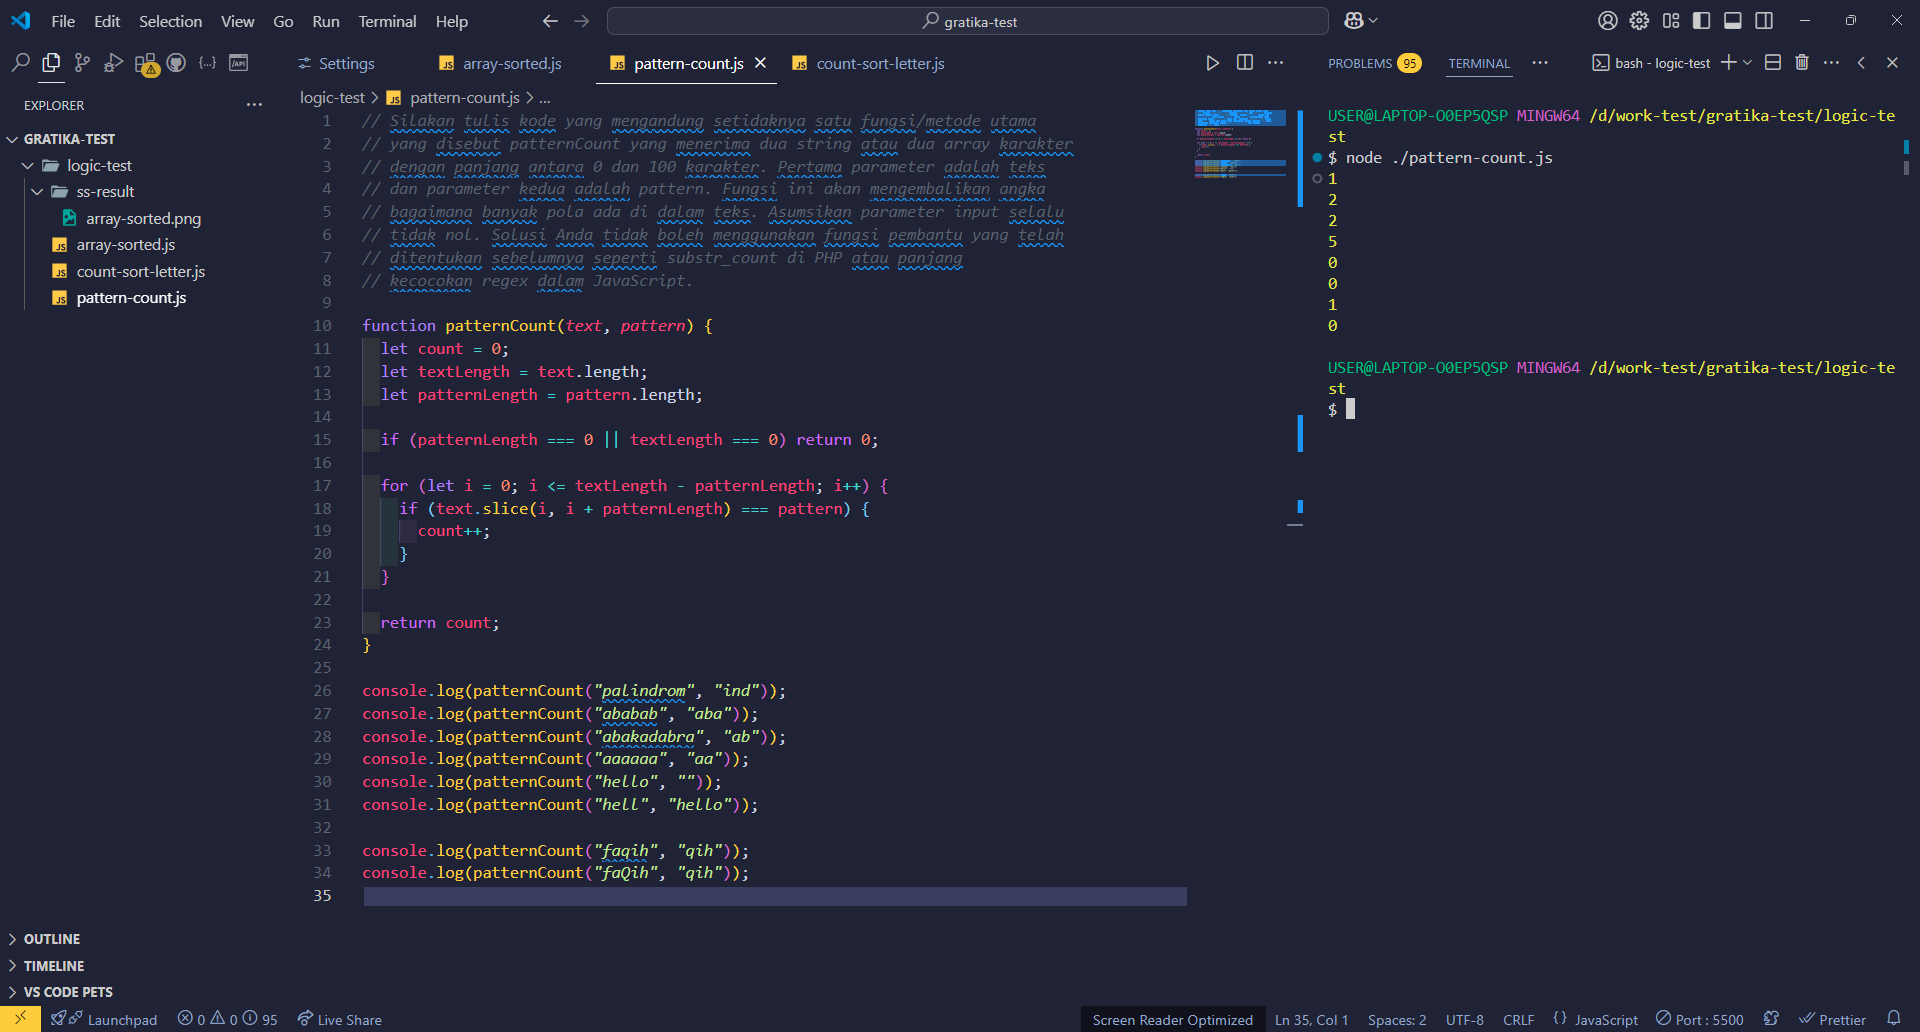 File Edit Selection View Go Run Terminal Help
gratika-test
Settings
array-sorted.js
pattern-count.js
count-sort-letter.js
PROBLEMS 95 TERMINAL
bash - logic-test
EXPLORER
GRATIKA-TEST
logic-test
ss-result
array-sorted.png
array-sorted.js
count-sort-letter.js
pattern-count.js
OUTLINE
TIMELINE
VS CODE PETS
logic-test > pattern-count.js > ...
1 // Silakan tulis kode yang mengandung setidaknya satu fungsi/metode utama
2 // yang disebut patternCount yang menerima dua string atau dua array karakter
3 // dengan panjang antara 0 dan 100 karakter. Pertama parameter adalah teks
4 // dan parameter kedua adalah pattern. Fungsi ini akan mengembalikan angka
5 // bagaimana banyak pola ada di dalam teks. Asumsikan parameter input selalu
6 // tidak nol. Solusi Anda tidak boleh menggunakan fungsi pembantu yang telah
7 // ditentukan sebelumnya seperti substr_count di PHP atau panjang
8 // kecocokan regex dalam JavaScript.
9
10 function patternCount(text, pattern) {
11 let count = 0;
12 let textLength = text.length;
13 let patternLength = pattern.length;
14
15 if (patternLength === 0 || textLength === 0) return 0;
16
17 for (let i = 0; i <= textLength - patternLength; i++) {
18 if (text.slice(i, i + patternLength) === pattern) {
19 count++;
20 }
21 }
22
23 return count;
24 }
25
26 console.log(patternCount("palindrom", "ind"));
27 console.log(patternCount("ababab", "aba"));
28 console.log(patternCount("abakadabra", "ab"));
29 console.log(patternCount("aaaaaa", "aa"));
30 console.log(patternCount("hello", ""));
31 console.log(patternCount("hell", "hello"));
32
33 console.log(patternCount("faqih", "qih"));
34 console.log(patternCount("faQih", "qih"));
35
USER@LAPTOP-O0EP5QSP MINGW64 /d/work-test/gratika-test/logic-te
st
$ node ./pattern-count.js
1
2
2
5
0
0
1
0
USER@LAPTOP-O0EP5QSP MINGW64 /d/work-test/gratika-test/logic-te
st
$
Launchpad 0 0 95 Live Share Screen Reader Optimized Ln 35, Col 1 Spaces: 2 UTF-8 CRLF {} JavaScript Port : 5500 Prettier